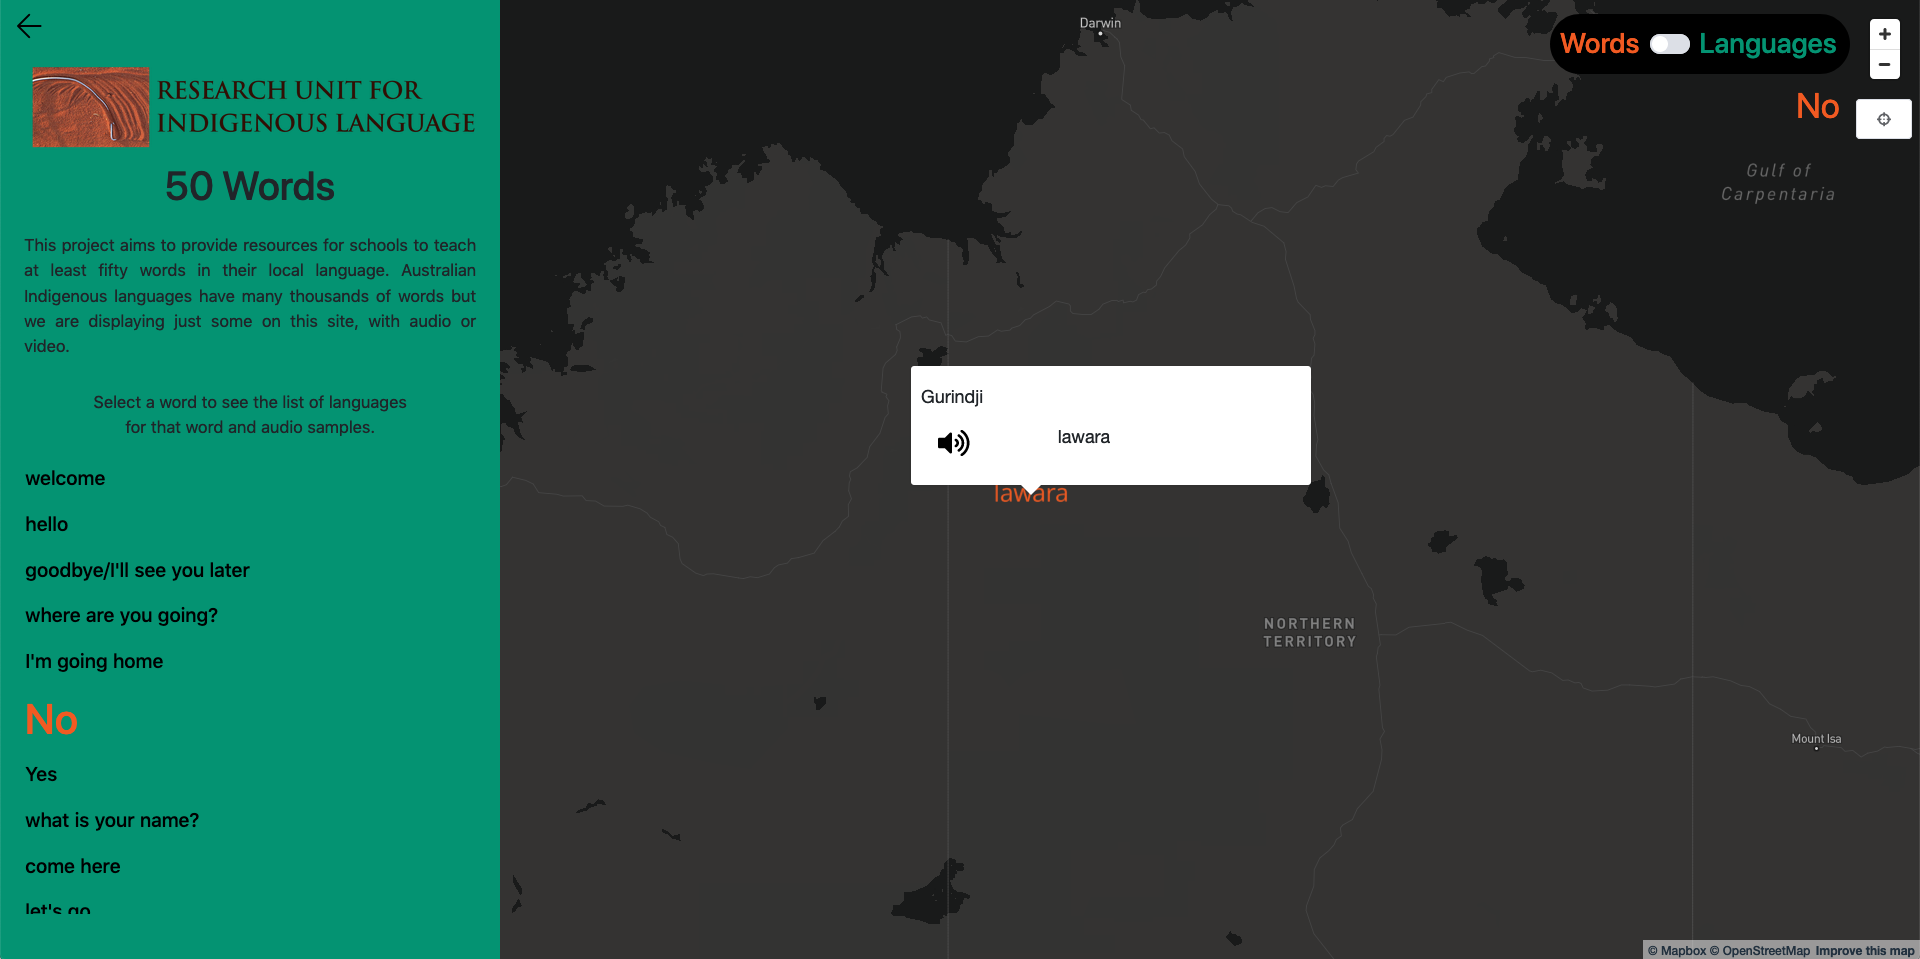 RESEARCH UNIT FOR
INDIGENOUS LANGUAGE
50 Words
This project aims to provide resources for schools to teach
at least fifty words in their local language. Australian
Indigenous languages have many thousands of words but
we are displaying just some on this site, with audio or
video.
Select a word to see the list of languages
for that word and audio samples.
welcome
hello
goodbye/I'll see you later
where are you going?
I'm going home
No
Yes
what is your name?
come here
let's go
Darwin
Words Languages
+
−
No
Gulf of
Carpentaria
Gurindji
lawara
lawara
NORTHERN
TERRITORY
Mount Isa
© Mapbox © OpenStreetMap Improve this map